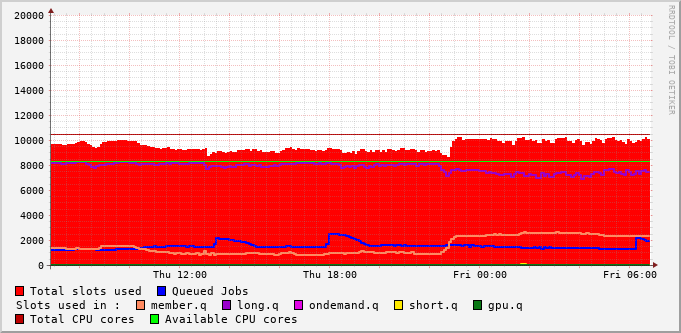 20000
18000
16000
14000
12000
10000
8000
6000
4000
2000
0
Thu 12:00 Thu 18:00 Fri 00:00 Fri 06:00
RRDTOOL / TOBI OETIKER
Total slots used Queued Jobs
Slots used in : member.q long.q ondemand.q short.q gpu.q
Total CPU cores Available CPU cores